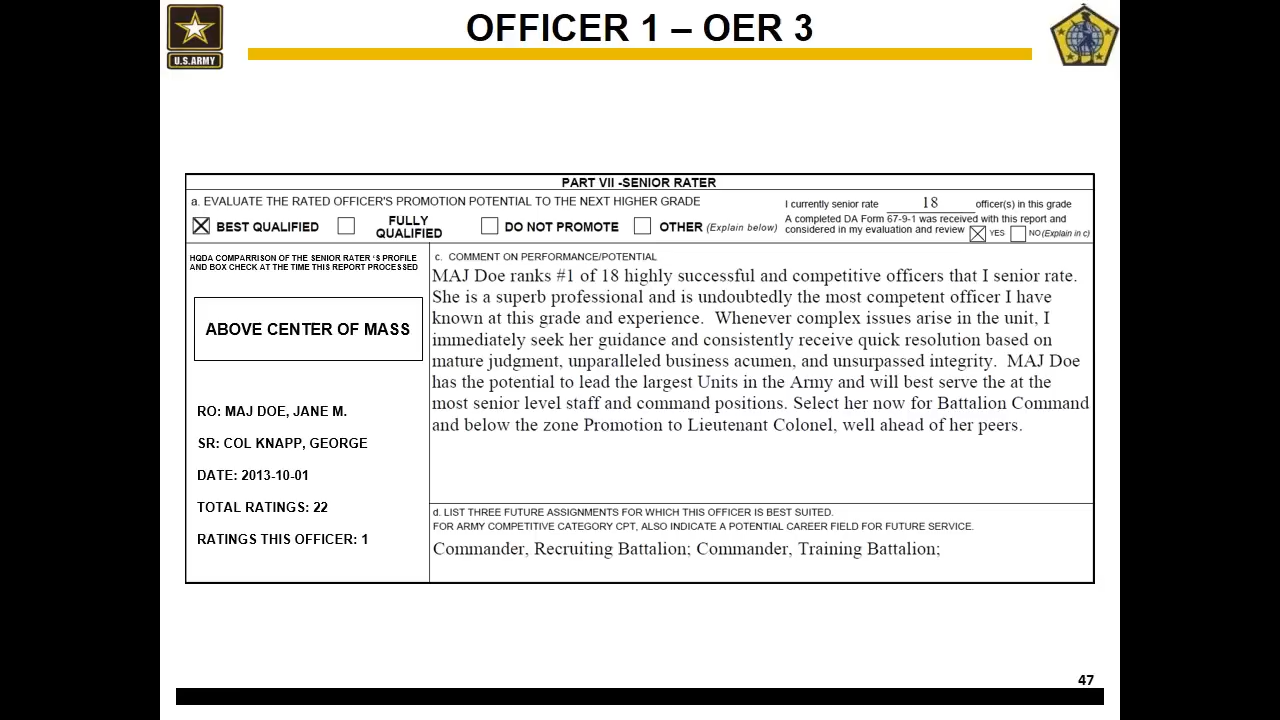 OFFICER 1 – OER 3
U.S.ARMY
PART VII -SENIOR RATER
a. EVALUATE THE RATED OFFICER'S PROMOTION POTENTIAL TO THE NEXT HIGHER GRADE
I currently senior rate 18 officer(s) in this grade
BEST QUALIFIED
FULLY
QUALIFIED
DO NOT PROMOTE
OTHER (Explain below)
A completed DA Form 67-9-1 was received with this report and
considered in my evaluation and review YES NO (Explain in c)
HQDA COMPARISON OF THE SENIOR RATER 'S PROFILE
AND BOX CHECK AT THE TIME THIS REPORT PROCESSED
ABOVE CENTER OF MASS
RO: MAJ DOE, JANE M.
SR: COL KNAPP, GEORGE
DATE: 2013-10-01
TOTAL RATINGS: 22
RATINGS THIS OFFICER: 1
c. COMMENT ON PERFORMANCE/POTENTIAL
MAJ Doe ranks #1 of 18 highly successful and competitive officers that I senior rate.
She is a superb professional and is undoubtedly the most competent officer I have
known at this grade and experience. Whenever complex issues arise in the unit, I
immediately seek her guidance and consistently receive quick resolution based on
mature judgment, unparalleled business acumen, and unsurpassed integrity. MAJ Doe
has the potential to lead the largest Units in the Army and will best serve the at the
most senior level staff and command positions. Select her now for Battalion Command
and below the zone Promotion to Lieutenant Colonel, well ahead of her peers.
d. LIST THREE FUTURE ASSIGNMENTS FOR WHICH THIS OFFICER IS BEST SUITED.
FOR ARMY COMPETITIVE CATEGORY CPT, ALSO INDICATE A POTENTIAL CAREER FIELD FOR FUTURE SERVICE.
Commander, Recruiting Battalion; Commander, Training Battalion;
47